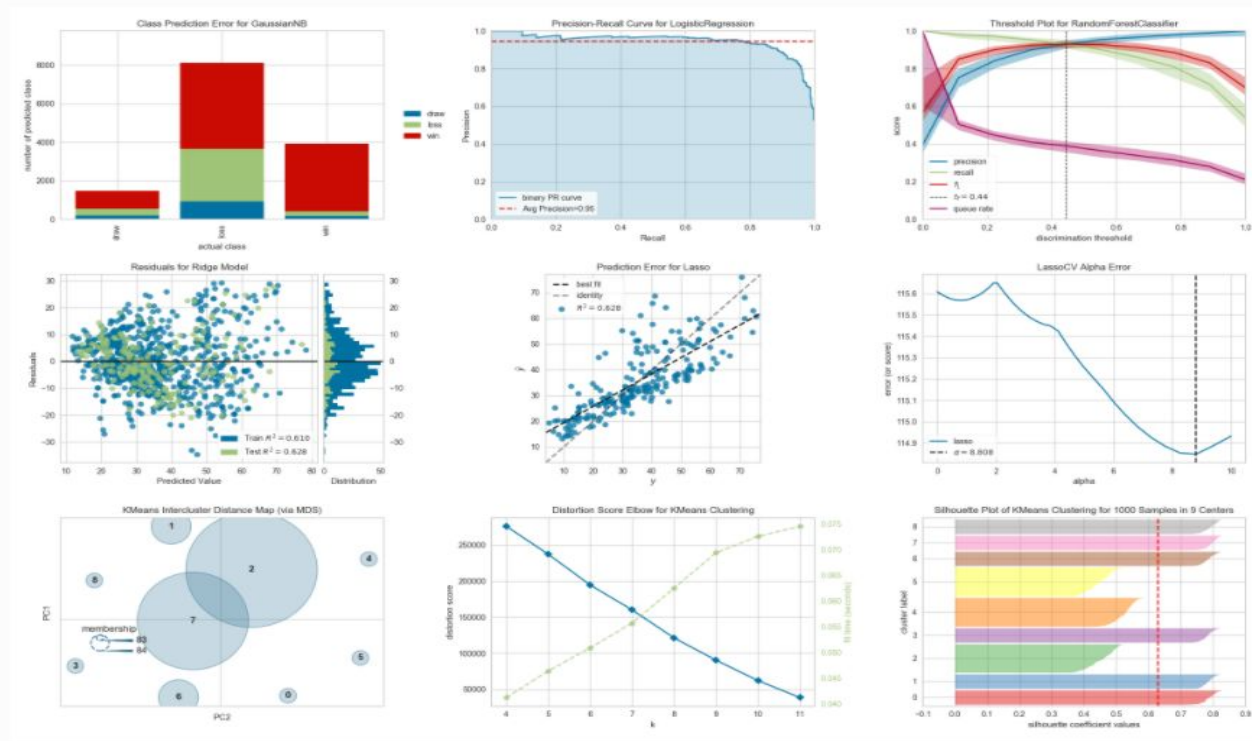 Class Prediction Error for GaussianNB
number of predicted class
8000
6000
4000
2000
0
draw
loss
win
actual class
draw
loss
win
Precision-Recall Curve for LogisticRegression
Precision
1.0
0.8
0.6
0.4
0.2
0.0
binary PR curve
Avg Precision=0.95
0.0 0.2 0.4 0.6 0.8 1.0
Recall
Threshold Plot for RandomForestClassifier
score
1.0
0.8
0.6
0.4
0.2
0.0
precision
recall
queue rate
0.0 0.2 0.4 0.6 0.8 1.0
discrimination threshold
Residuals for Ridge Model
Residuals
30
20
10
0
−10
−20
−30
Train R² = 0.610
Test R² = 0.628
10 20 30 40 50 60 70 80
Predicted Value
30
20
10
0
−10
−20
−30
0 50
Distribution
Prediction Error for Lasso
ŷ
70
60
50
40
30
20
10
best fit
identity
R² = 0.628
10 20 30 40 50 60 70
y
LassoCV Alpha Error
error (or score)
115.6
115.5
115.4
115.3
115.2
115.1
115.0
114.9
lasso
0 2 4 6 8 10
alpha
KMeans Intercluster Distance Map (via MDS)
PC1
1
2
4
8
7
membership
83
84
3
5
6
0
PC2
Distortion Score Elbow for KMeans Clustering
distortion score
250000
200000
150000
100000
50000
0.075
0.070
0.065
0.060
0.055
0.050
0.045
0.040
fit time (seconds)
4 5 6 7 8 9 10 11
k
Silhouette Plot of KMeans Clustering for 1000 Samples in 9 Centers
cluster label
8
7
6
5
4
3
2
1
0
-0.1 0.0 0.1 0.2 0.3 0.4 0.5 0.6 0.7 0.8 0.9
silhouette coefficient values